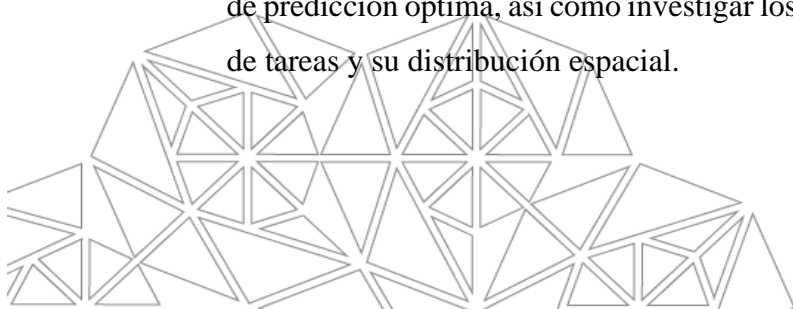 de predicción óptima, así como investigar los
de tareas y su distribución espacial.